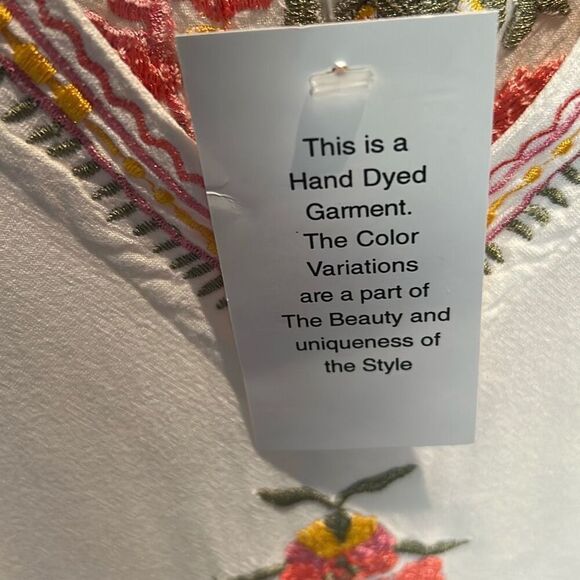 This is a
Hand Dyed
Garment.
The Color
Variations
are a part of
The Beauty and
uniqueness of
the Style